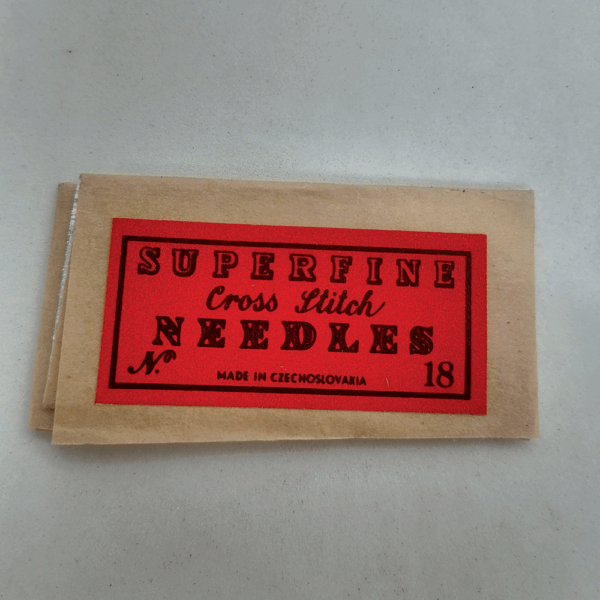 SUPERFINE
Cross Stitch
NEEDLES
No. 18
MADE IN CZECHOSLOVAKIA